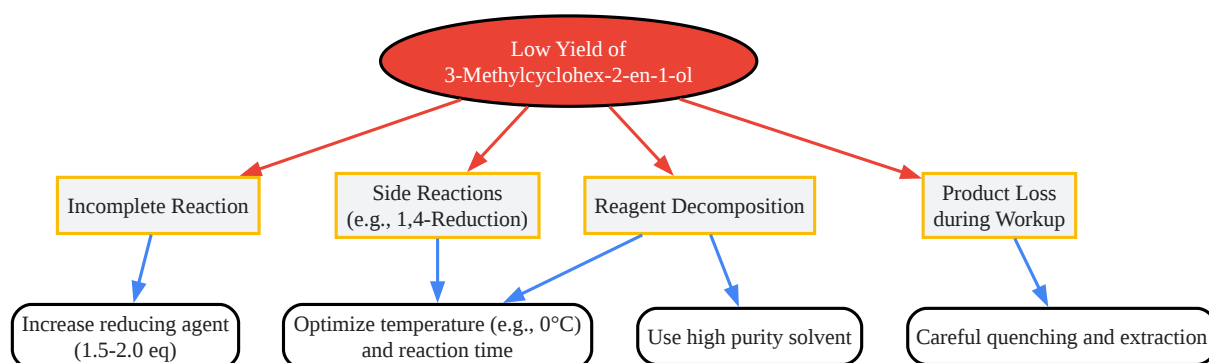 Low Yield of
3-Methylcyclohex-2-en-1-ol
Incomplete Reaction
Side Reactions
(e.g., 1,4-Reduction)
Reagent Decomposition
Product Loss
during Workup
Increase reducing agent
(1.5-2.0 eq)
Optimize temperature (e.g., 0°C)
and reaction time
Use high purity solvent
Careful quenching and extraction